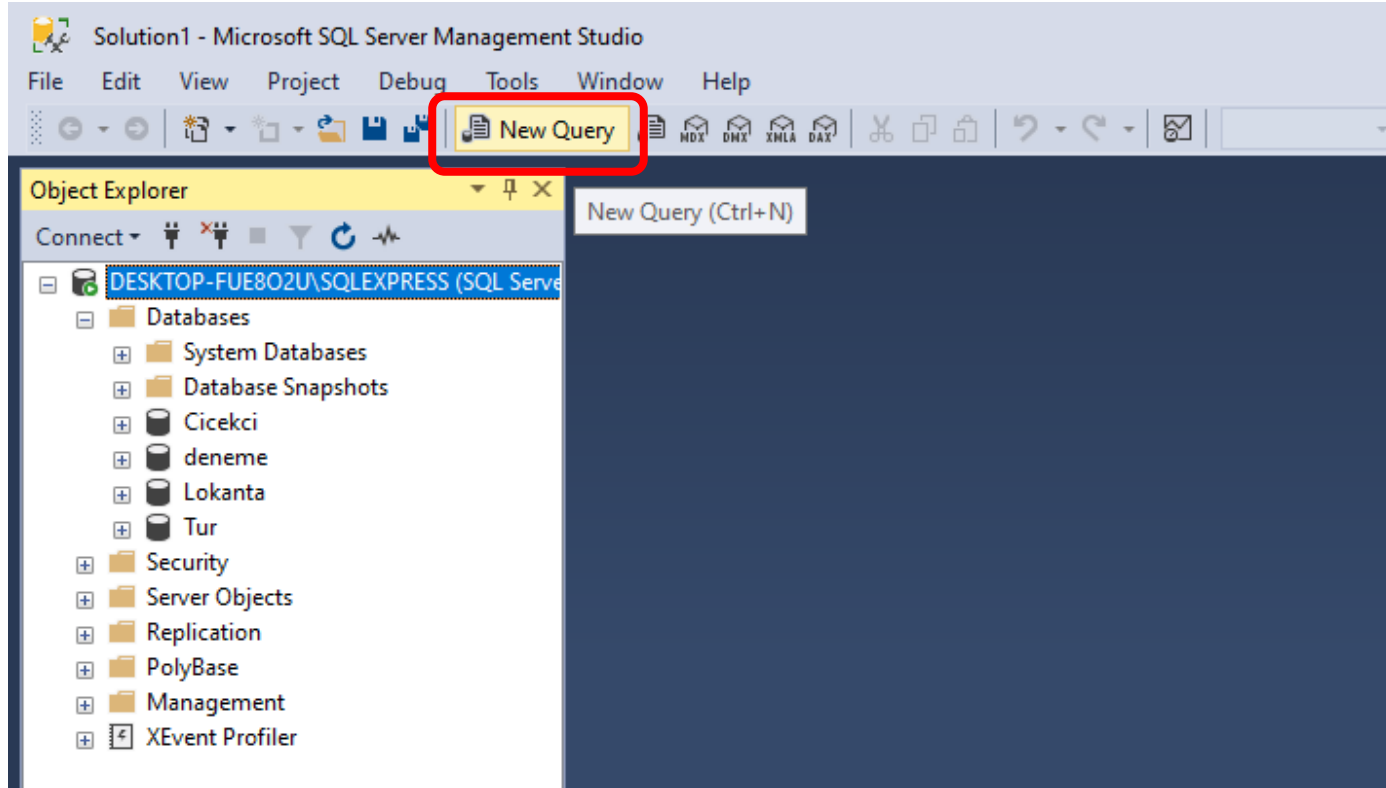 Solution1 - Microsoft SQL Server Management Studio
File Edit View Project Debug Tools Window Help
New Query MDX DMX XMLA DAX
Object Explorer
New Query (Ctrl+N)
Connect
DESKTOP-FUE8O2U\SQLEXPRESS (SQL Serve
Databases
System Databases
Database Snapshots
Cicekci
deneme
Lokanta
Tur
Security
Server Objects
Replication
PolyBase
Management
XEvent Profiler